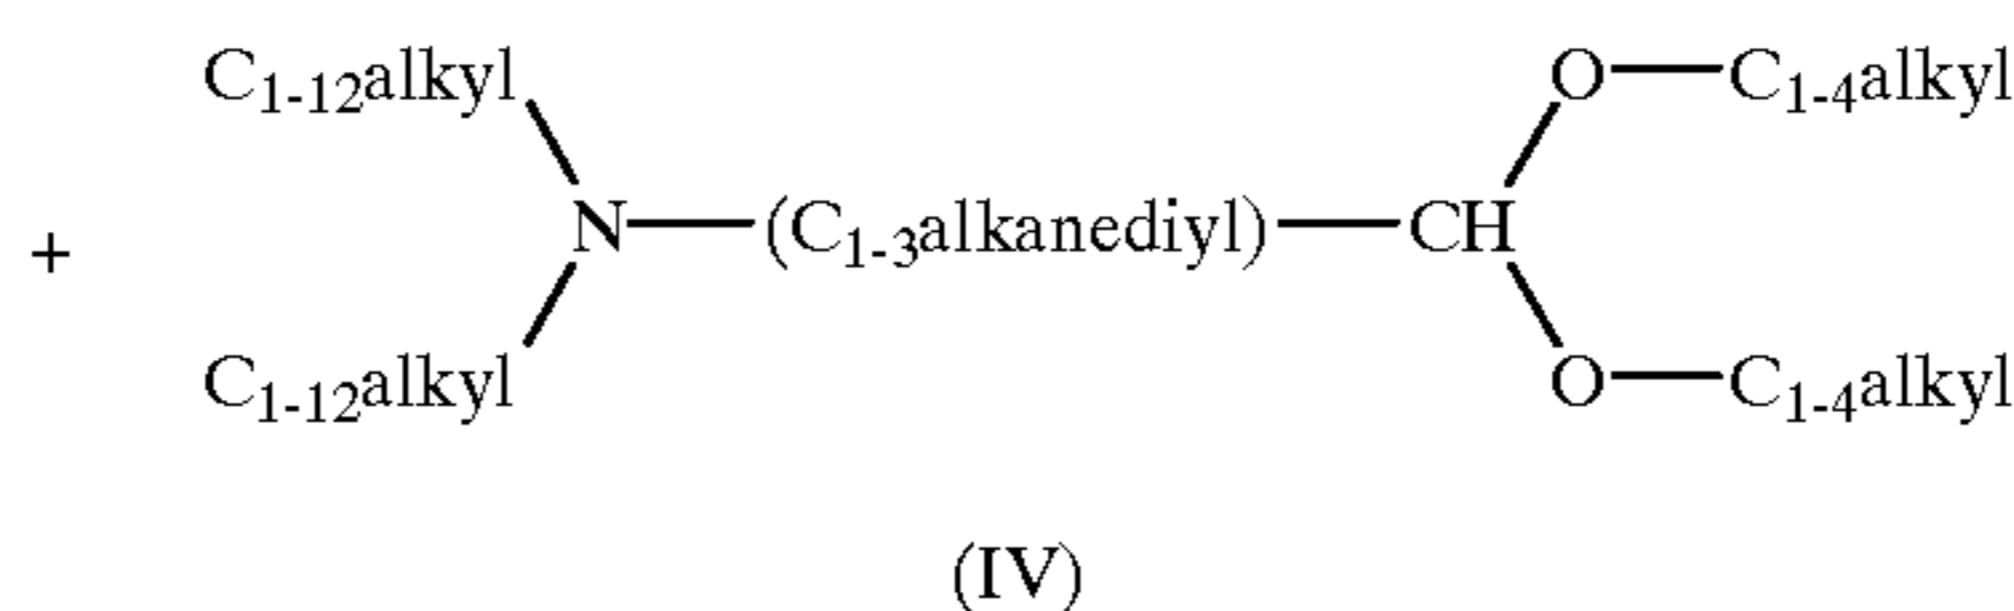 C1-12alkyl O—C1-4alkyl
+ N—(C1-3alkanediyl)—CH
C1-12alkyl O—C1-4alkyl
(IV)